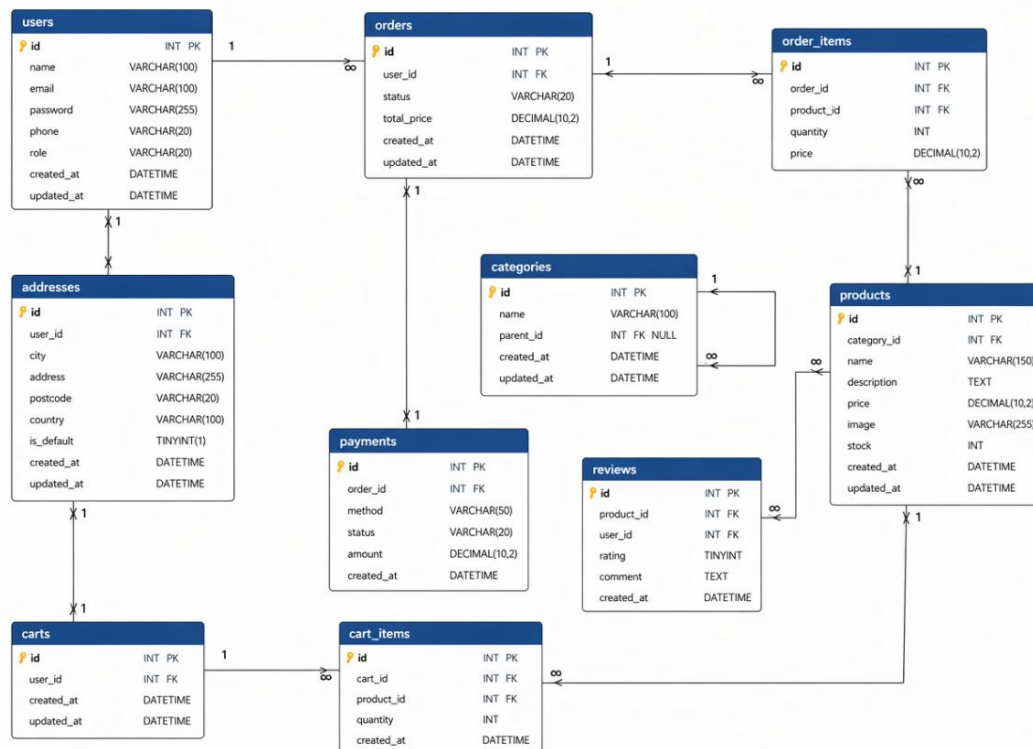 users
id INT PK
name VARCHAR(100)
email VARCHAR(100)
password VARCHAR(255)
phone VARCHAR(20)
role VARCHAR(20)
created_at DATETIME
updated_at DATETIME
1
∞
orders
id INT PK
user_id INT FK
status VARCHAR(20)
total_price DECIMAL(10,2)
created_at DATETIME
updated_at DATETIME
1
∞
order_items
id INT PK
order_id INT FK
product_id INT FK
quantity INT
price DECIMAL(10,2)
1
1
∞
1
addresses
id INT PK
user_id INT FK
city VARCHAR(100)
address VARCHAR(255)
postcode VARCHAR(20)
country VARCHAR(100)
is_default TINYINT(1)
created_at DATETIME
updated_at DATETIME
categories
id INT PK
name VARCHAR(100)
parent_id INT FK NULL
created_at DATETIME
updated_at DATETIME
1
∞
products
id INT PK
category_id INT FK
name VARCHAR(150)
description TEXT
price DECIMAL(10,2)
image VARCHAR(255)
stock INT
created_at DATETIME
updated_at DATETIME
∞
∞
1
payments
id INT PK
order_id INT FK
method VARCHAR(50)
status VARCHAR(20)
amount DECIMAL(10,2)
created_at DATETIME
reviews
id INT PK
product_id INT FK
user_id INT FK
rating TINYINT
comment TEXT
created_at DATETIME
1
1
1
carts
id INT PK
user_id INT FK
created_at DATETIME
updated_at DATETIME
1
∞
cart_items
id INT PK
cart_id INT FK
product_id INT FK
quantity INT
created_at DATETIME
∞